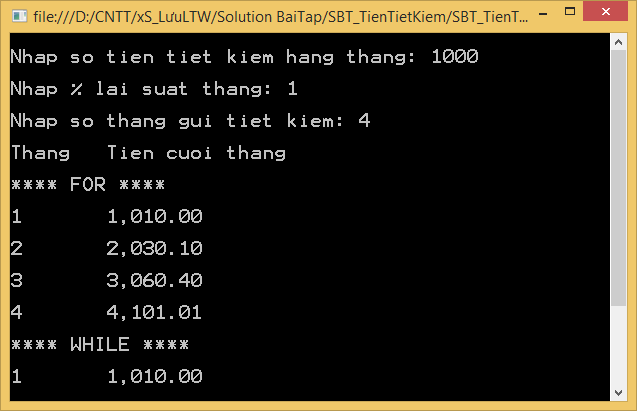 file:///D:/CNTT/xS_LưuLTW/Solution BaiTap/SBT_TienTietKiem/SBT_TienT...
Nhap so tien tiet kiem hang thang: 1000
Nhap % lai suat thang: 1
Nhap so thang gui tiet kiem: 4
Thang   Tien cuoi thang
**** FOR ****
1       1,010.00
2       2,030.10
3       3,060.40
4       4,101.01
**** WHILE ****
1       1,010.00